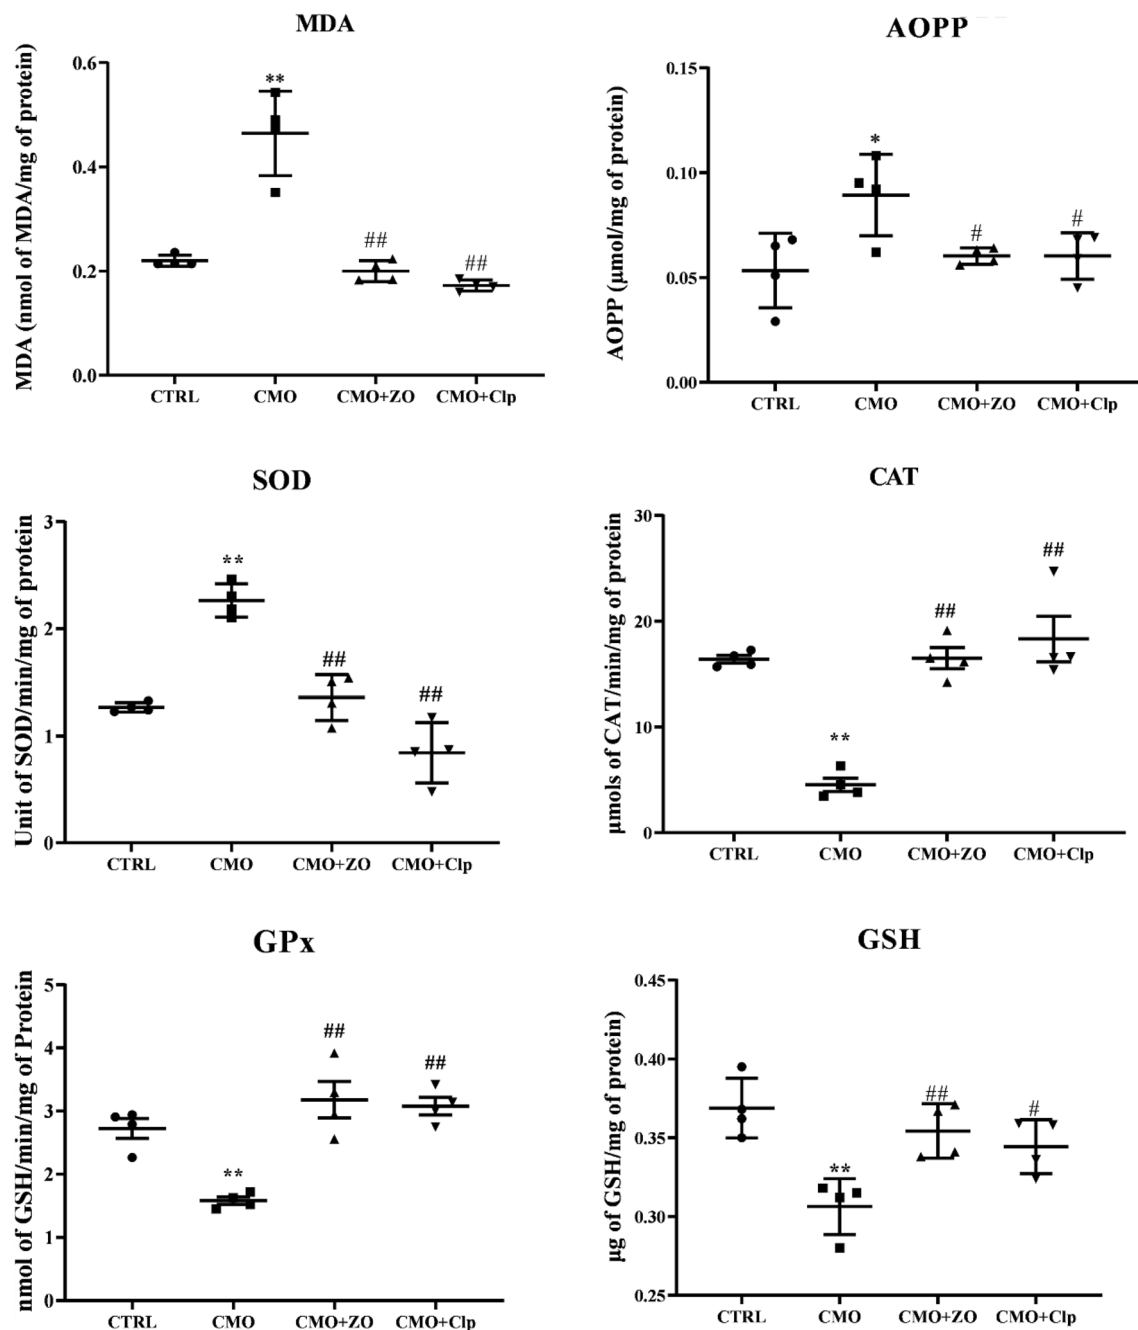 MDA
MDA (nmol of MDA/mg of protein)
0.6
0.4
0.2
0.0
**
##
##
CTRL CMO CMO+ZO CMO+Clp
AOPP
AOPP (μmol/mg of protein)
0.15
0.10
0.05
0.00
*
#
#
CTRL CMO CMO+ZO CMO+Clp
SOD
Unit of SOD/min/mg of protein
3
2
1
0
**
##
##
CTRL CMO CMO+ZO CMO+Clp
CAT
μmols of CAT/min/mg of protein
30
20
10
0
**
##
##
CTRL CMO CMO+ZO CMO+Clp
GPx
nmol of GSH/min/mg of Protein
5
4
3
2
1
0
**
##
##
CTRL CMO CMO+ZO CMO+Clp
GSH
μg of GSH/mg of protein)
0.45
0.40
0.35
0.30
0.25
**
##
#
CTRL CMO CMO+ZO CMO+Clp